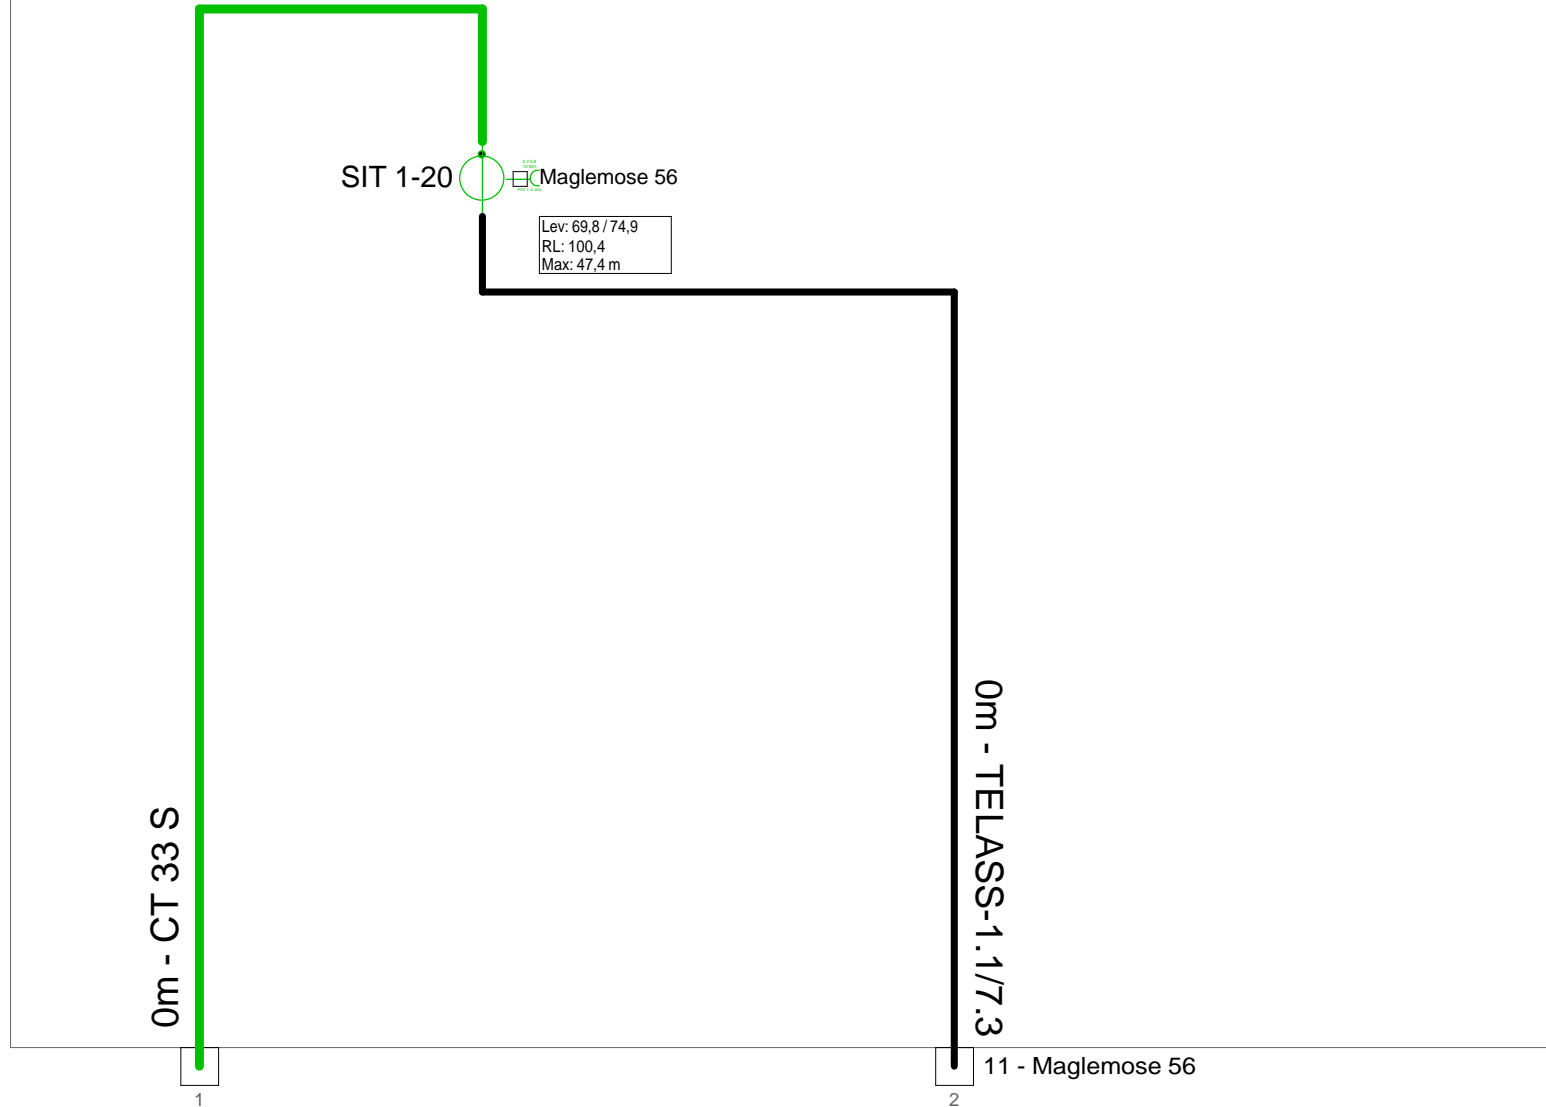 SIT 1-20
Maglemose 56
Lev: 69,8 / 74,9
RL: 100,4
Max: 47,4 m
0m - CT 33 S
0m - TELASS-1.1/7.3
11 - Maglemose 56
1
2